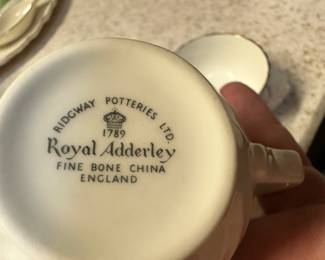 RIDGWAY POTTERIES LTD.
1789
Royal Adderley
FINE BONE CHINA
ENGLAND